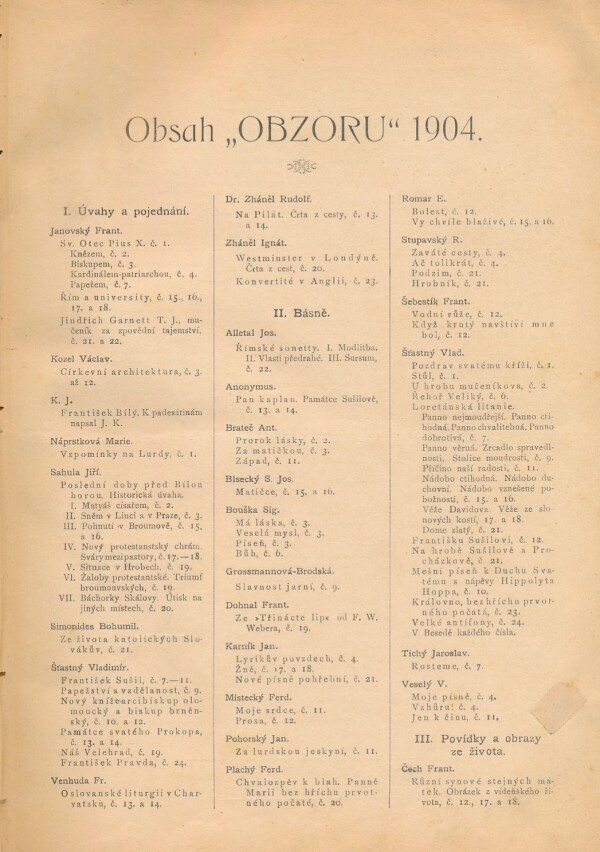 Obsah „OBZORU“ 1904.
I. Úvahy a pojednání.
Janovský Frant.
Sv. Otec Pius X. č. 1.
Knězem, č. 2.
Biskupem, č. 3.
Kardinálem-patriarchou, č. 4.
Papežem, č. 7.
Řím a university, č. 15., 16.,
17. a 18.
Jindřich Garnett T. J., mu-
čeník za zpovědní tajemství,
č. 21. a 22.
Kozel Václav.
Církevní architektura, č. 3.
až 12.
K. J.
František Bílý. K padesátinám
napsal J. K.
Náprstková Marie.
Vzpomínky na Lurdy, č. 1.
Sahula Jiří.
Poslední doby před Bílou
horou. Historická úvaha.
I. Matyáš císařem, č. 2.
II. Sněm v Linci a v Praze, č. 3.
III. Pohnutí v Broumově, č. 15.
a 16.
IV. Nový protestantský chrám.
Sváry mezi pastory, č. 17.—18.
V. Situace v Hrobech, č. 19.
VI. Žaloby protestantské. Triumf
broumovských, č. 19.
VII. Báchorky Skálovy. Útisk na
jiných místech, č. 20.
Simonides Bohumil.
Ze života katolických Slo-
vákův, č. 21.
Šťastný Vladimír.
František Sušil, č. 7.—11.
Papežství a vzdělanost, č. 9.
Nový kníže-arcibiskup olo-
moucký a biskup brněn-
ský, č. 10. a 12.
Památce svatého Prokopa,
č. 13. a 14.
Náš Velehrad, č. 19.
František Pravda, č. 24.
Venhuda Fr.
O slovanské liturgii v Char-
vatsku, č. 13. a 14.
Dr. Zháněl Rudolf.
Na Pilát. Črta z cesty, č. 13.
a 14.
Zháněl Ignát.
Westminster v Londýně.
Črta z cest, č. 20.
Konvertité v Anglii, č. 23.
II. Básně.
Alletal Jos.
Římské sonetty. I. Modlitba.
II. Vlasti předrahé. III. Sursum,
č. 22.
Anonymus.
Pan kaplan. Památce Sušilově,
č. 13. a 14.
Brateč Ant.
Prorok lásky, č. 2.
Za matičkou, č. 3.
Západ, č. 11.
Blsecký S. Jos.
Matičce, č. 15. a 16.
Bouška Sig.
Má láska, č. 3.
Veselá mysl, č. 3.
Píseň, č. 3.
Bůh, č. 6.
Grossmannová-Brodská.
Slavnost jarní, č. 9.
Dohnal Frant.
Ze »Třinácte lip« od F. W.
Webera, č. 19.
Karník Jan.
Lyrikův povzdech, č. 4.
Žně, č. 17. a 18.
Nové písně pohřební, č. 21.
Místecký Ferd.
Moje srdce, č. 11.
Prosa, č. 12.
Pohorský Jan.
Za lurdskou jeskyní, č. 11.
Plachý Ferd.
Chvalozpěv k blah. Panně
Marii bez hříchu prvot-
ného počaté, č. 20.
Romar E.
Bolest, č. 12.
Vy chvíle blaživé, č. 15. a 16.
Stupavský R.
Zaváté cesty, č. 4.
Ač tolikrát, č. 4.
Podzim, č. 21.
Hrobník, č. 21.
Šebestík Frant.
Vodní růže, č. 12.
Když krutý navštíví mne
bol, č. 12.
Šťastný Vlad.
Pozdrav svatému kříži, č. 1.
Stůl, č. 1.
U hrobu mučeníkova, č. 2.
Řehoř Veliký, č. 6.
Loretánská litanie.
Panno nejmoudřejší. Panno cti-
hodná. Panno chvalitebná. Panno
dobrotivá, č. 7.
Panno věrná. Zrcadlo spravedl-
nosti. Stolice moudrosti, č. 9.
Příčino naší radosti, č. 11.
Nádobo ctihodná. Nádobo du-
chovní. Nádobo vznešené po-
božnosti, č. 15. a 16.
Věže Davidova. Věže ze slo-
nových kostí, č. 17. a 18
Dome zlatý, č. 21.
Františku Sušilovi, č. 12.
Na hrobě Sušilově a Pro-
cházkově, č. 21.
Mešní píseň k Duchu Sva-
tému s nápěvy Hippolyta
Hoppa, č. 10.
Královno, bez hříchu prvot-
ného počatá, č. 23.
Velké antifony, č. 24.
V Besedě každého čísla.
Tichý Jaroslav.
Rosteme, č. 7.
Veselý V.
Moje písně, č. 4.
Vzhůru! č. 4.
Jen k činu, č. 11.
III. Povídky a obrazy
ze života.
Čech Frant.
Různí synové stejných ma-
tek. Obrázek z vídeňského ži-
vota, č. 12., 17. a 18.